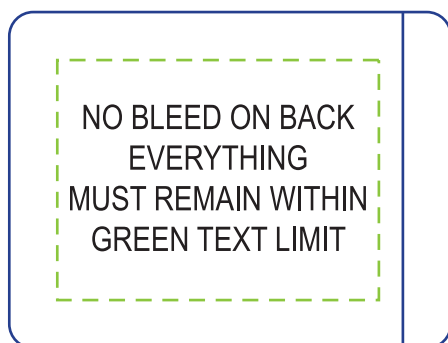 NO BLEED ON BACK
EVERYTHING
MUST REMAIN WITHIN
GREEN TEXT LIMIT